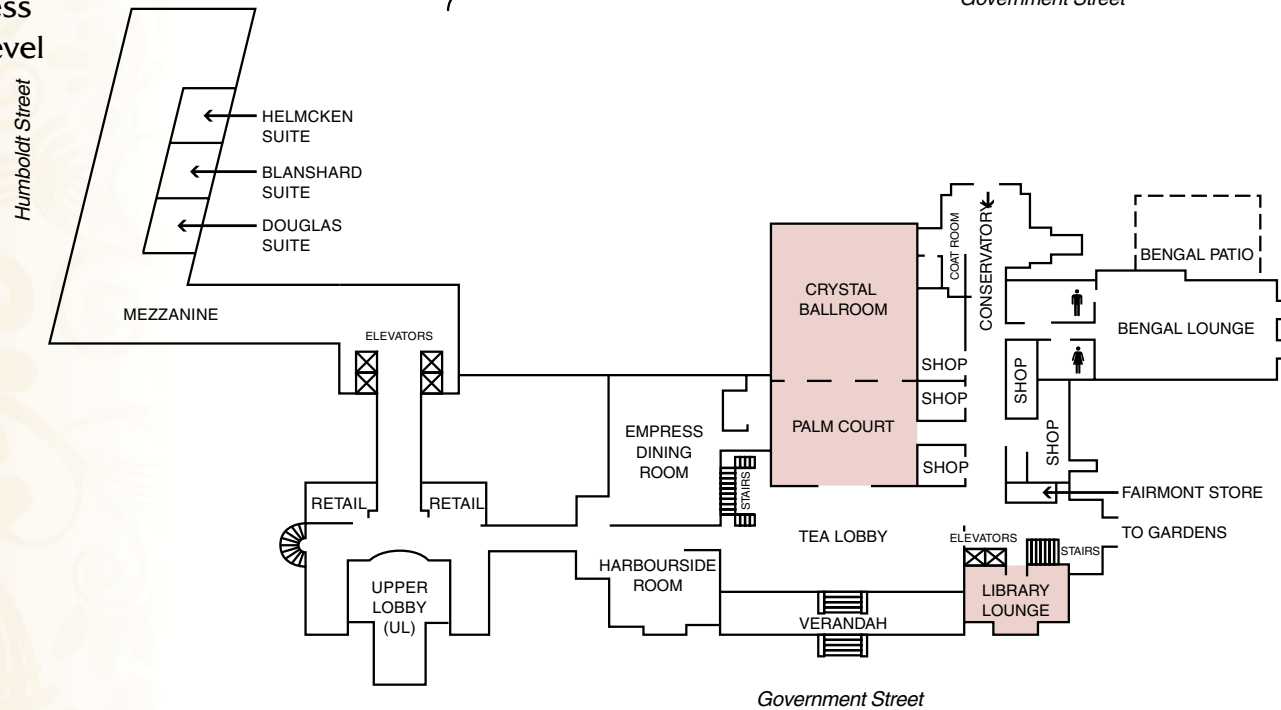 ess
evel
Government Street
Humboldt Street
HELMCKEN
SUITE
BLANSHARD
SUITE
DOUGLAS
SUITE
MEZZANINE
ELEVATORS
COAT ROOM
CONSERVATORY
BENGAL PATIO
BENGAL LOUNGE
CRYSTAL
BALLROOM
SHOP
SHOP
SHOP
SHOP
SHOP
PALM COURT
EMPRESS
DINING
ROOM
STAIRS
RETAIL
RETAIL
FAIRMONT STORE
TEA LOBBY
ELEVATORS
STAIRS
TO GARDENS
HARBOURSIDE
ROOM
UPPER
LOBBY
(UL)
LIBRARY
LOUNGE
VERANDAH
Government Street